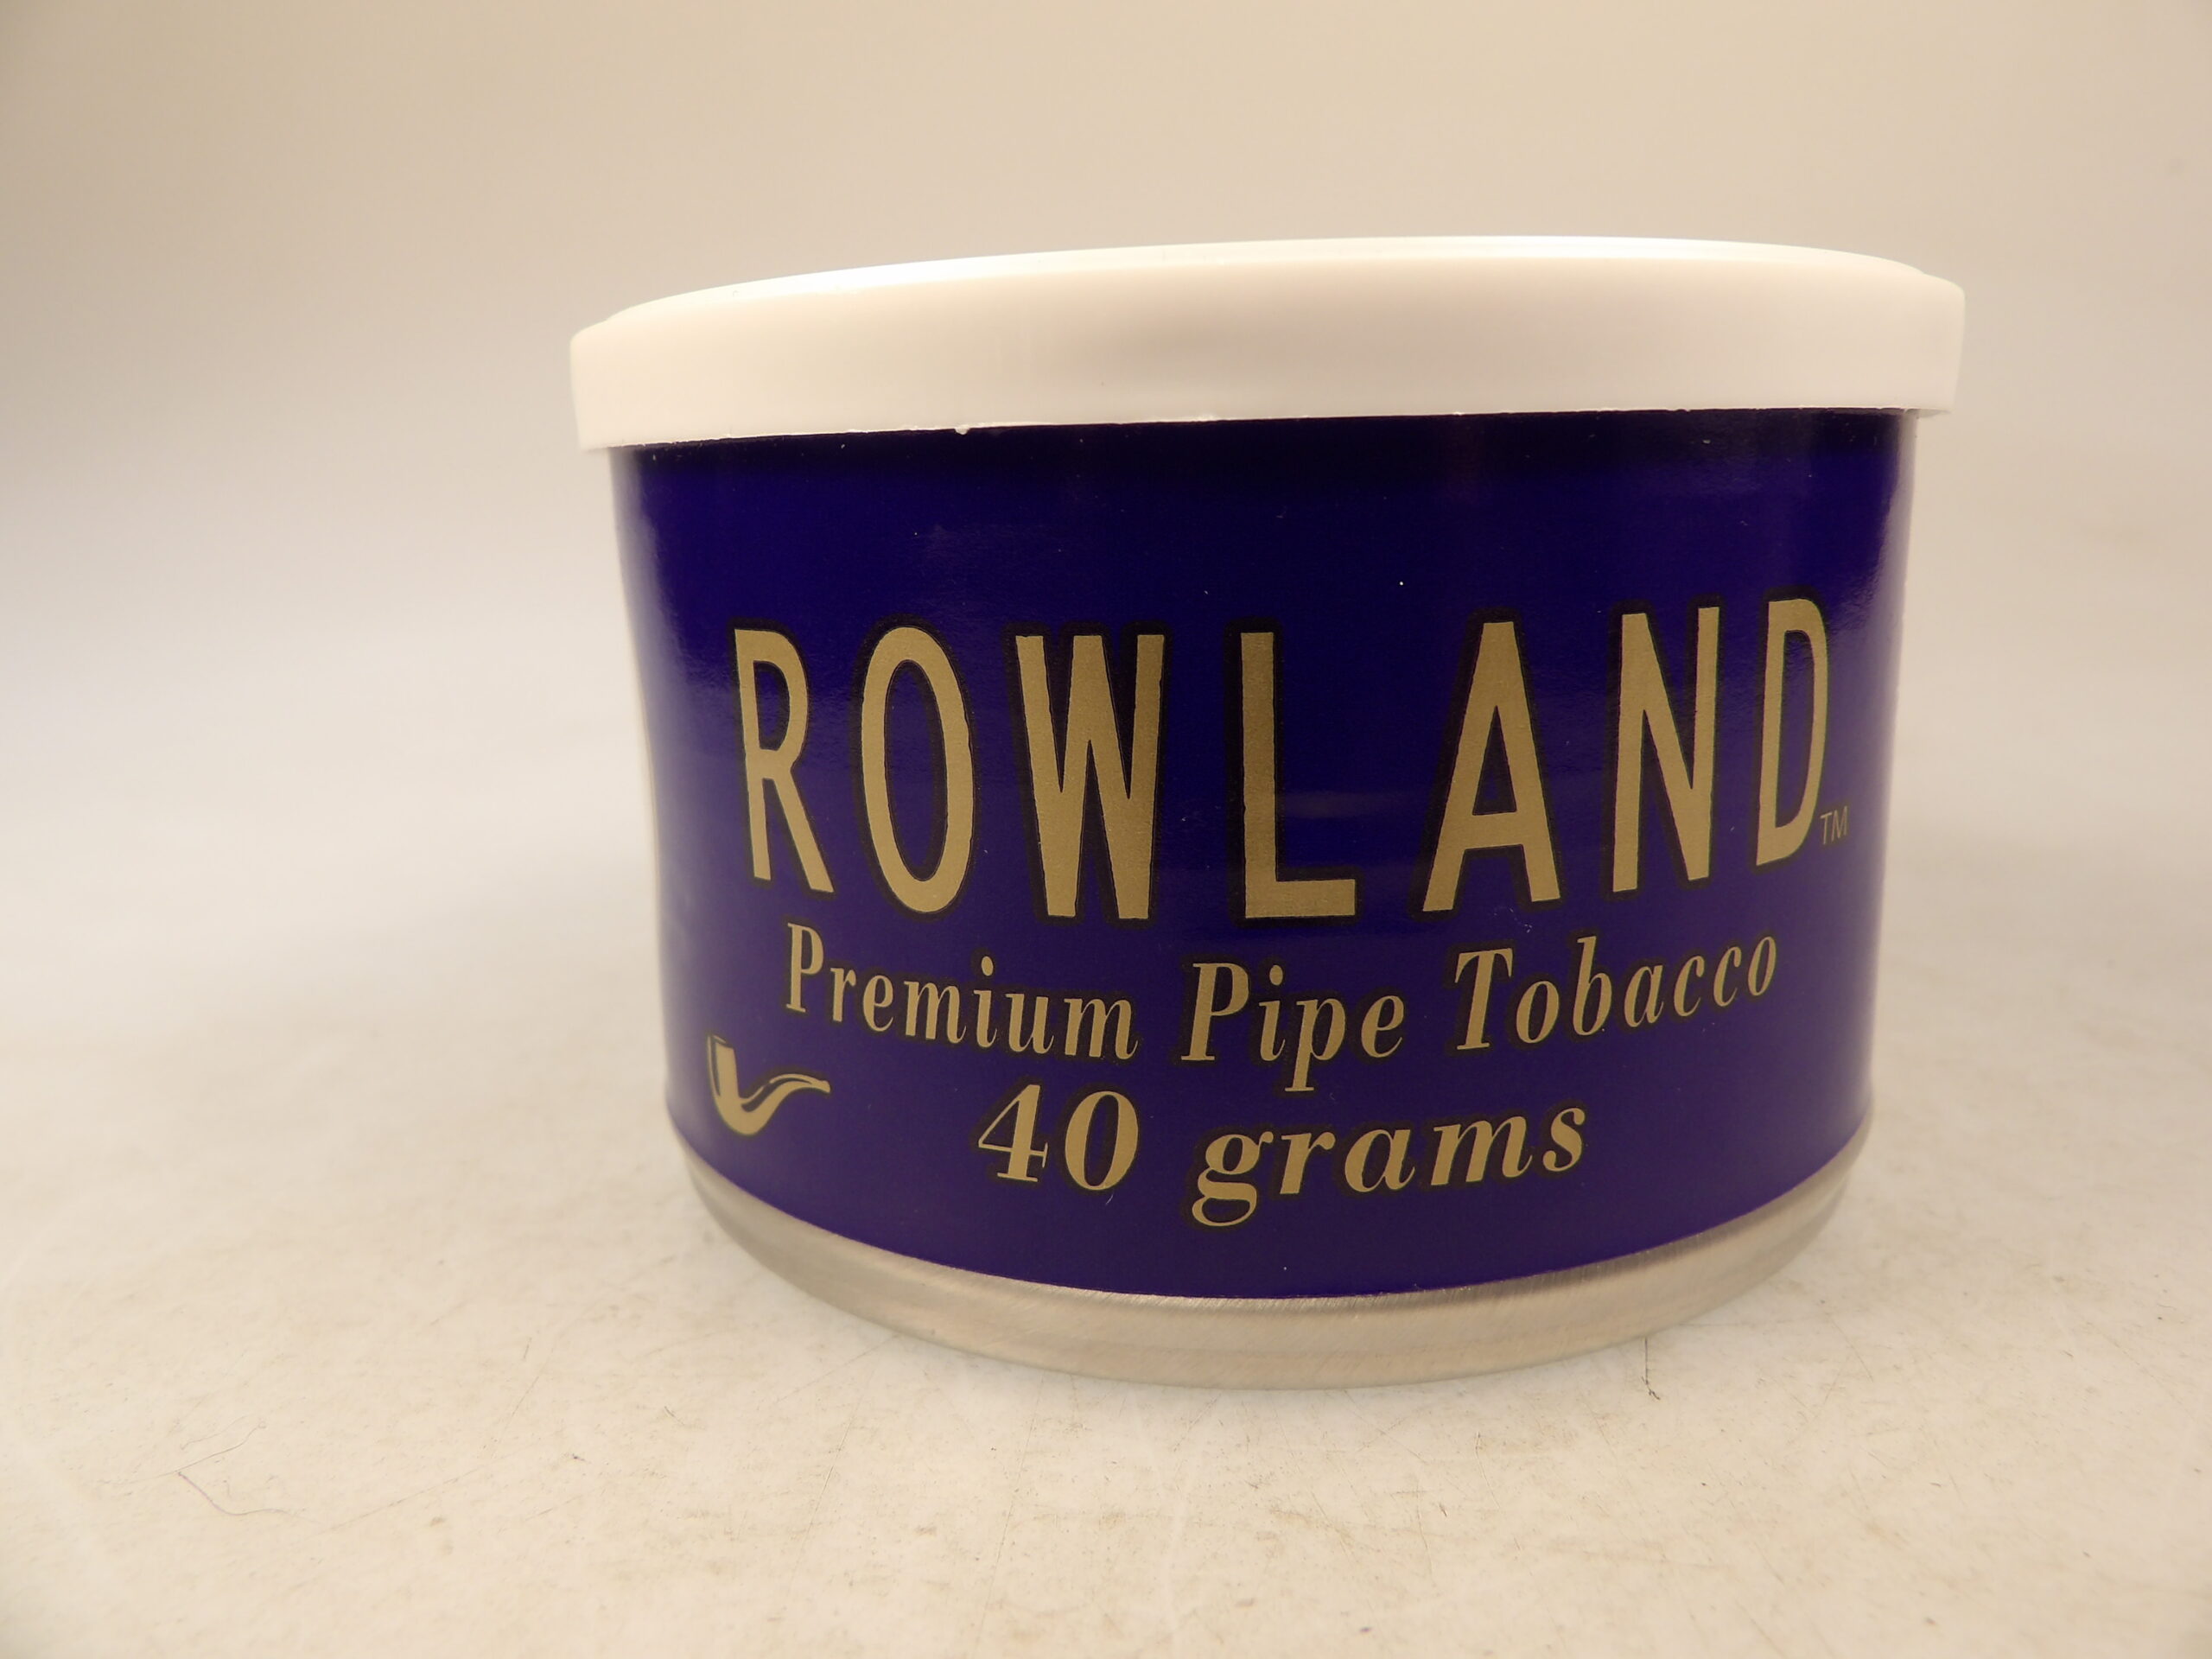 ROWLAND™
Premium Pipe Tobacco
40 grams